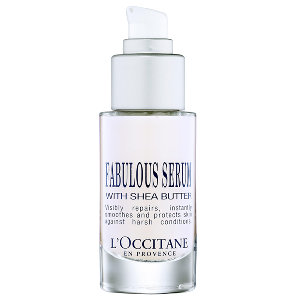 FABULOUS SERUM
WITH SHEA BUTTER
Visibly repairs, instantly
smoothes and protects skin
against harsh conditions.
L'OCCITANE
EN PROVENCE